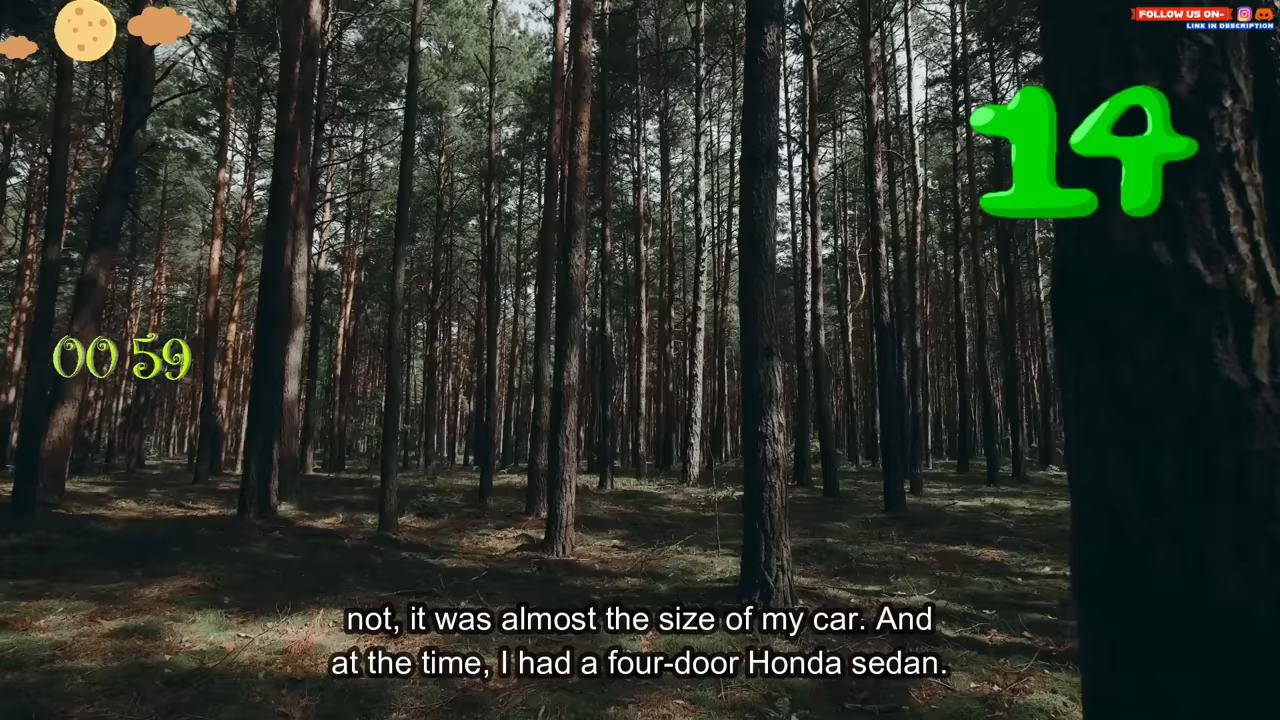 FOLLOW US ON-
LINK IN DESCRIPTION
14
00 59
not, it was almost the size of my car. And
at the time, I had a four-door Honda sedan.